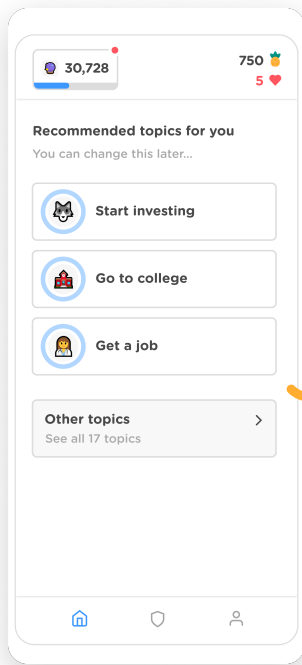 30,728
750
5
Recommended topics for you
You can change this later...
Start investing
Go to college
Get a job
Other topics
See all 17 topics